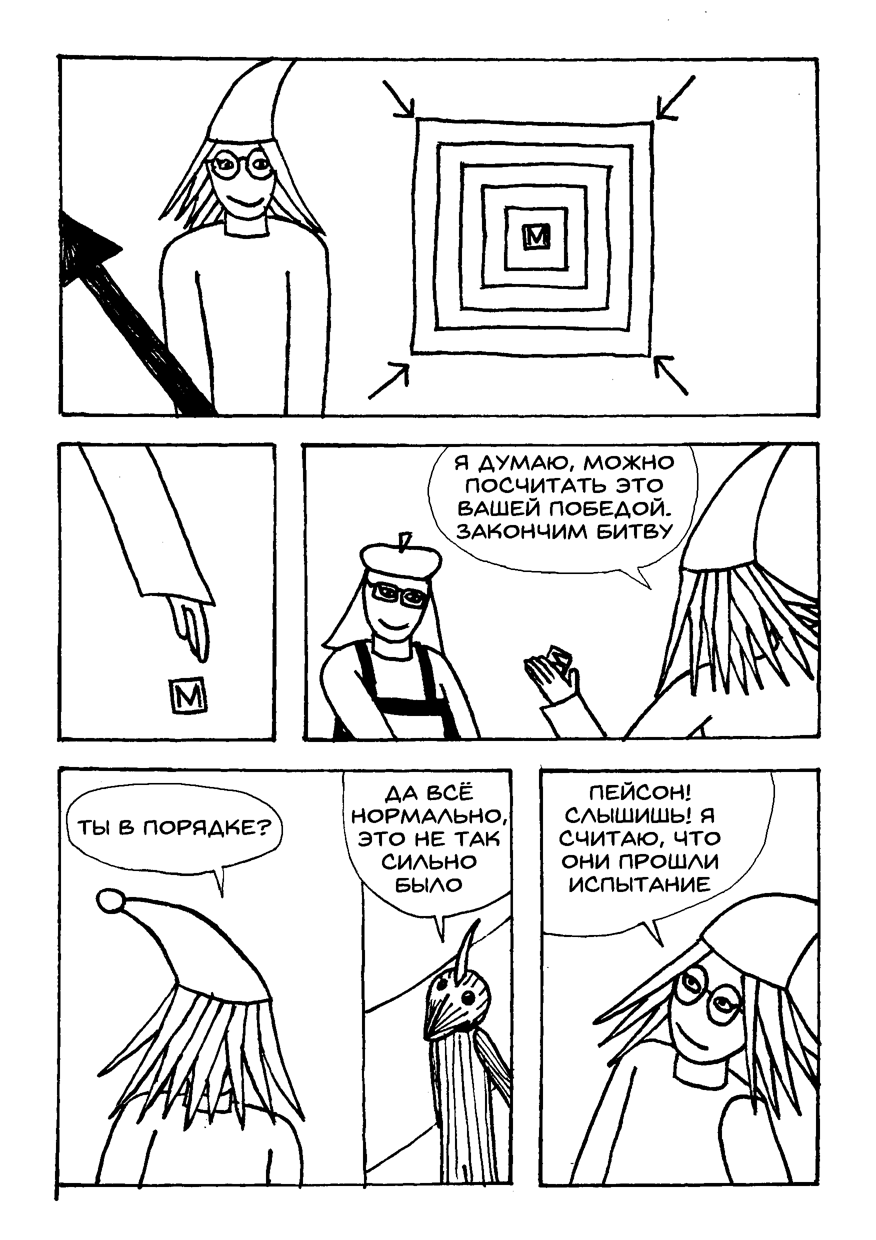 М
М
Я ДУМАЮ, МОЖНО
ПОСЧИТАТЬ ЭТО
ВАШЕЙ ПОБЕДОЙ.
ЗАКОНЧИМ БИТВУ
М
ТЫ В ПОРЯДКЕ?
ДА ВСЁ
НОРМАЛЬНО,
ЭТО НЕ ТАК
СИЛЬНО
БЫЛО
ПЕЙСОН!
СЛЫШИШЬ! Я
СЧИТАЮ, ЧТО
ОНИ ПРОШЛИ
ИСПЫТАНИЕ